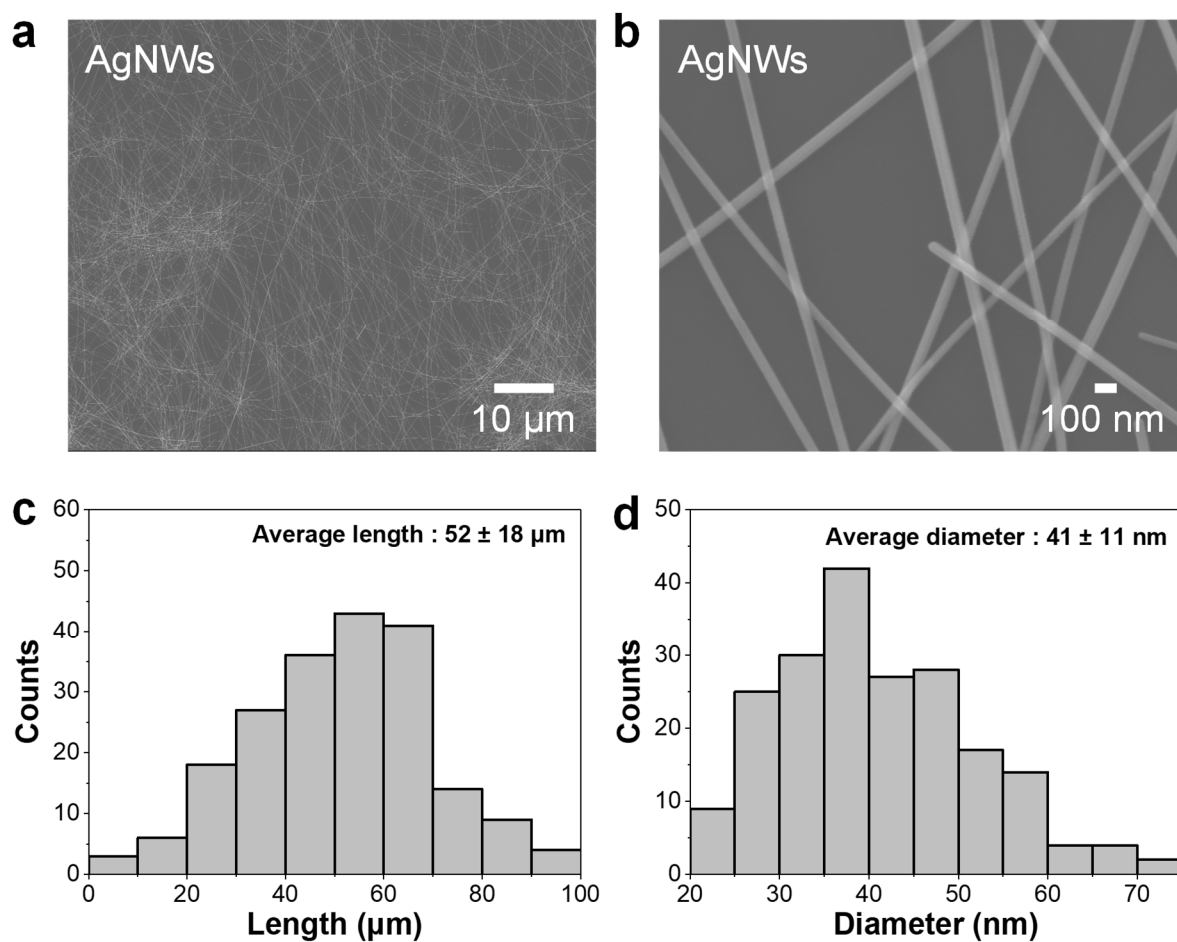 a
AgNWs
10 µm
b
AgNWs
100 nm
c
Average length : 52 ± 18 µm
Counts
60
50
40
30
20
10
0
0 20 40 60 80 100
Length (µm)
d
Average diameter : 41 ± 11 nm
Counts
50
40
30
20
10
0
20 30 40 50 60 70
Diameter (nm)